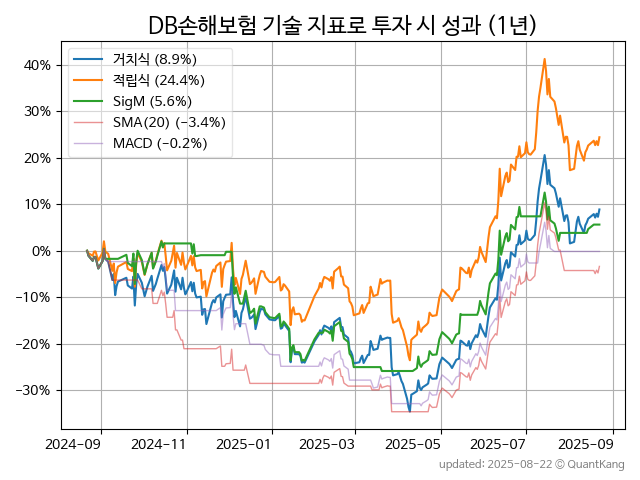 DB손해보험 기술 지표로 투자 시 성과 (1년)
거치식 (8.9%)
적립식 (24.4%)
SigM (5.6%)
SMA(20) (−3.4%)
MACD (−0.2%)
40%
30%
20%
10%
0%
−10%
−20%
−30%
2024-09 2024-11 2025-01 2025-03 2025-05 2025-07 2025-09
updated: 2025-08-22 © QuantKang